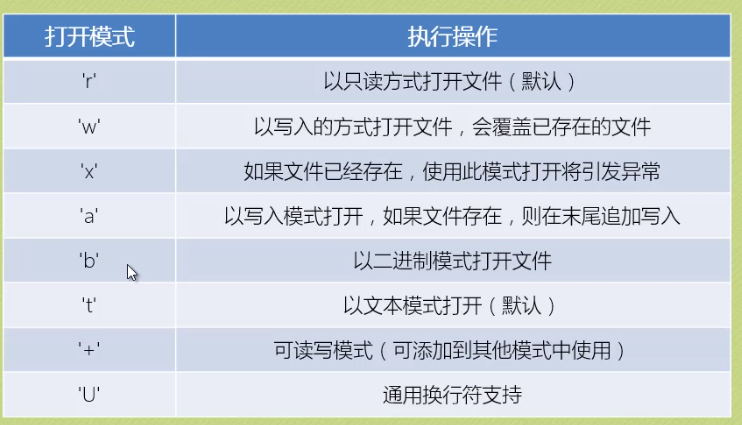 打开模式 执行操作
'r' 以只读方式打开文件（默认）
'w' 以写入的方式打开文件，会覆盖已存在的文件
'x' 如果文件已经存在，使用此模式打开将引发异常
'a' 以写入模式打开，如果文件存在，则在末尾追加写入
'b' 以二进制模式打开文件
't' 以文本模式打开（默认）
'+' 可读写模式（可添加到其他模式中使用）
'U' 通用换行符支持